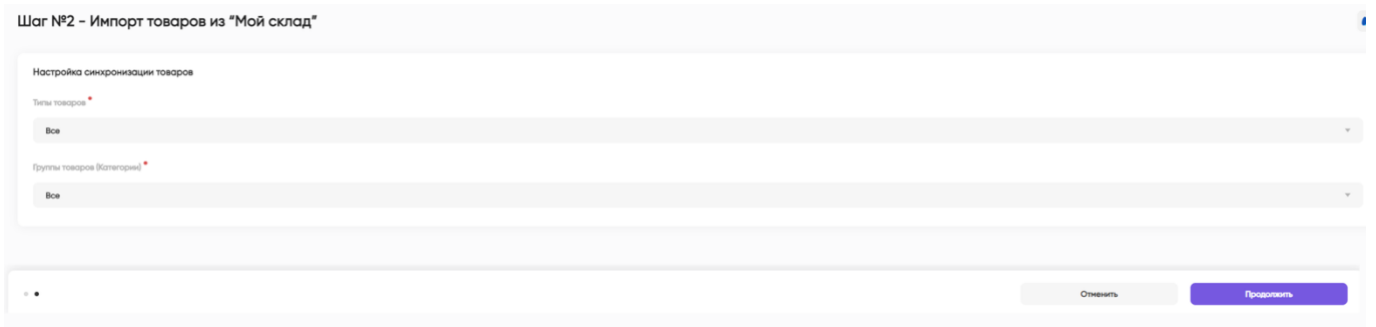 Шаг №2 - Импорт товаров из “Мой склад”
Настройка синхронизации товаров
Типы товаров *
Все
Группы товаров (Категории) *
Все
Отменить
Продолжить